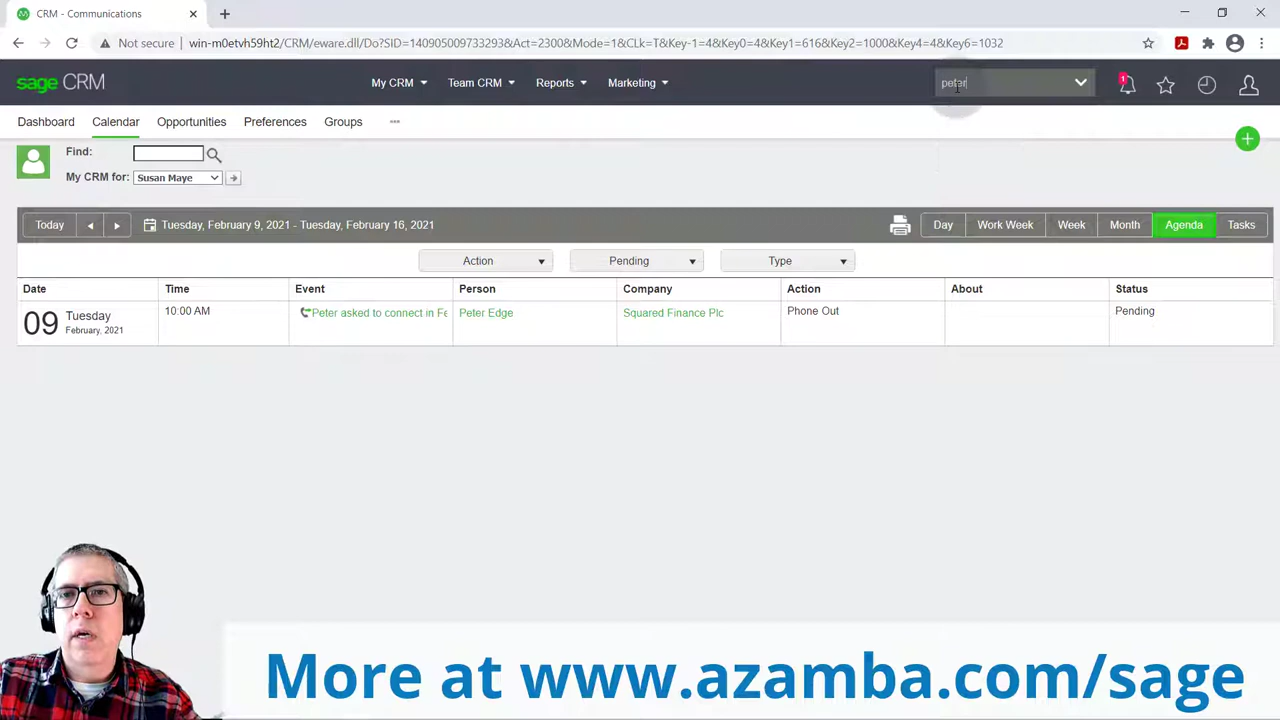 CRM - Communications
Not secure
win-m0etvh59ht2/CRM/eware.dll/Do?SID=140905009733293&Act=2300&Mode=1&CLk=T&Key-1=4&Key0=4&Key1=616&Key2=1000&Key4=4&Key6=1032
sage CRM
My CRM
Team CRM
Reports
Marketing
peter
1
Dashboard
Calendar
Opportunities
Preferences
Groups
Find:
My CRM for:
Susan Maye
Today
Tuesday, February 9, 2021 - Tuesday, February 16, 2021
Day
Work Week
Week
Month
Agenda
Tasks
Action
Pending
Type
Date
Time
Event
Person
Company
Action
About
Status
09
Tuesday
February, 2021
10:00 AM
Peter asked to connect in Fe
Peter Edge
Squared Finance Plc
Phone Out
Pending
More at www.azamba.com/sage